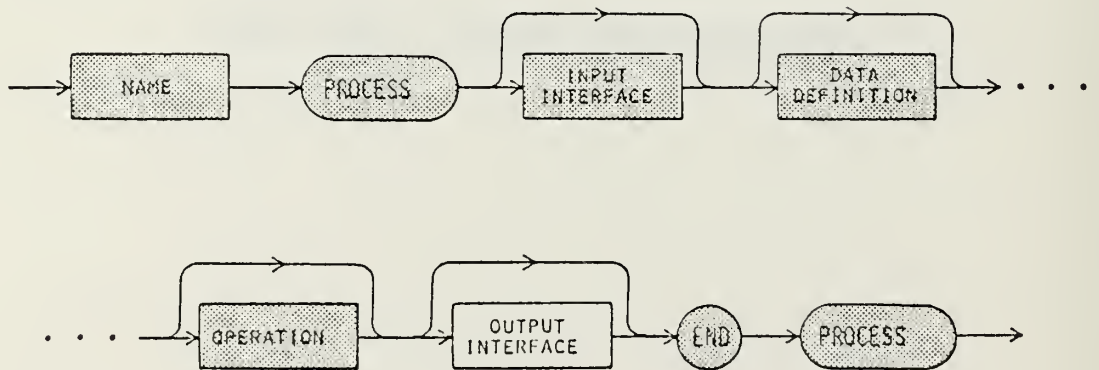 NAME
PROCESS
INPUT
INTERFACE
DATA
DEFINITION
OPERATION
OUTPUT
INTERFACE
END
PROCESS